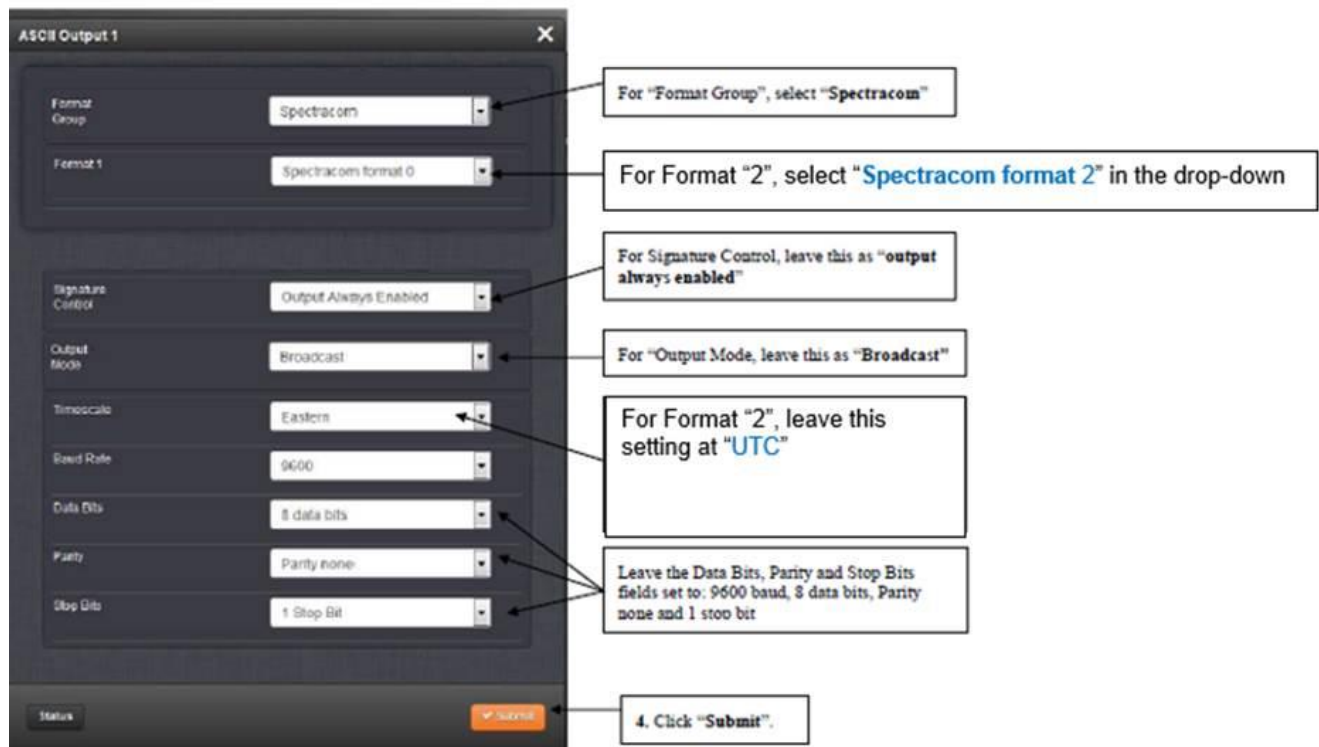 ASCII Output 1
Format
Group
Spectracom
Format 1
Spectracom format 0
Signature
Control
Output Always Enabled
Output
Mode
Broadcast
Timescale
Eastern
Baud Rate
9600
Data Bits
8 data bits
Parity
Parity none
Stop Bits
1 Stop Bit
Status
Submit
For “Format Group”, select “Spectracom”
For Format “2”, select “Spectracom format 2” in the drop-down
For Signature Control, leave this as “output
always enabled”
For “Output Mode, leave this as “Broadcast”
For Format “2”, leave this
setting at “UTC”
Leave the Data Bits, Parity and Stop Bits
fields set to: 9600 baud, 8 data bits, Parity
none and 1 stop bit
4. Click “Submit”.